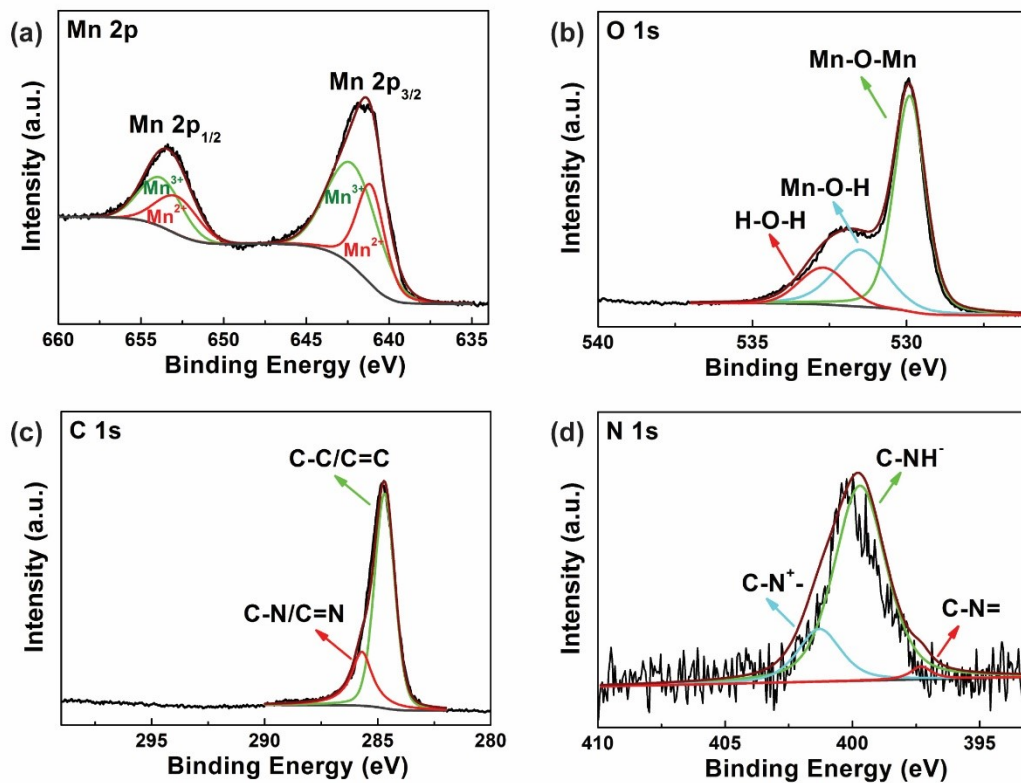 (a) Mn 2p
Mn 2p3/2
Mn 2p1/2
Mn3+
Mn2+
Mn3+
Mn2+
Intensity (a.u.)
660 655 650 645 640 635
Binding Energy (eV)
(b) O 1s
Mn-O-Mn
Mn-O-H
H-O-H
Intensity (a.u.)
540 535 530
Binding Energy (eV)
(c) C 1s
C-C/C=C
C-N/C=N
Intensity (a.u.)
295 290 285 280
Binding Energy (eV)
(d) N 1s
C-NH-
C-N+-
C-N=
Intensity (a.u.)
410 405 400 395
Binding Energy (eV)